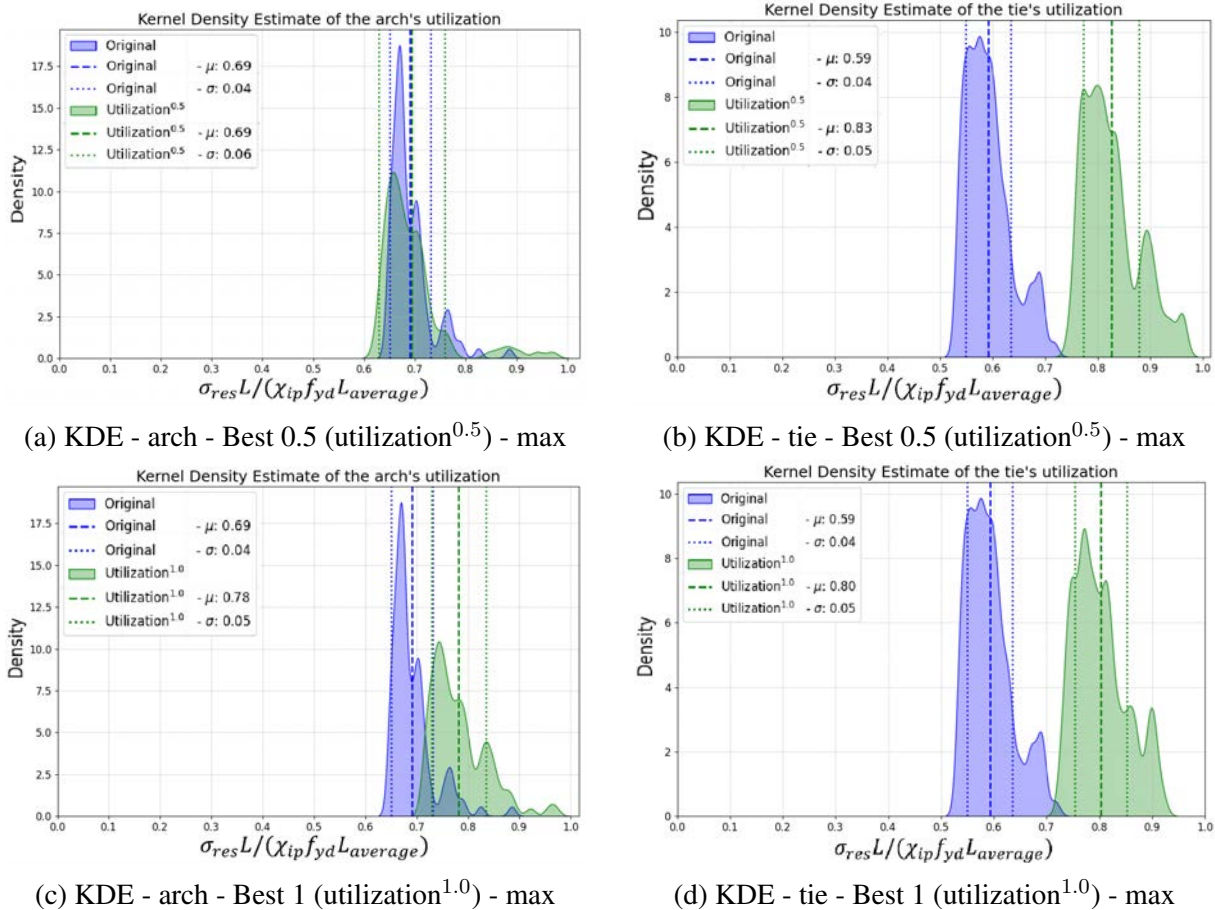 Kernel Density Estimate of the arch's utilization
Original
Original - μ: 0.69
Original - σ: 0.04
Utilization^0.5
Utilization^0.5 - μ: 0.69
Utilization^0.5 - σ: 0.06
Density
17.5
15.0
12.5
10.0
7.5
5.0
2.5
0.0
0.0 0.1 0.2 0.3 0.4 0.5 0.6 0.7 0.8 0.9 1.0
σ_res L/(χ_ip f_yd L_average)
(a) KDE - arch - Best 0.5 (utilization^0.5) - max
Kernel Density Estimate of the tie's utilization
Original
Original - μ: 0.59
Original - σ: 0.04
Utilization^0.5
Utilization^0.5 - μ: 0.83
Utilization^0.5 - σ: 0.05
Density
10
8
6
4
2
0
0.0 0.1 0.2 0.3 0.4 0.5 0.6 0.7 0.8 0.9 1.0
σ_res L/(χ_ip f_yd L_average)
(b) KDE - tie - Best 0.5 (utilization^0.5) - max
Kernel Density Estimate of the arch's utilization
Original
Original - μ: 0.69
Original - σ: 0.04
Utilization^1.0
Utilization^1.0 - μ: 0.78
Utilization^1.0 - σ: 0.05
Density
17.5
15.0
12.5
10.0
7.5
5.0
2.5
0.0
0.0 0.1 0.2 0.3 0.4 0.5 0.6 0.7 0.8 0.9 1.0
σ_res L/(χ_ip f_yd L_average)
(c) KDE - arch - Best 1 (utilization^1.0) - max
Kernel Density Estimate of the tie's utilization
Original
Original - μ: 0.59
Original - σ: 0.04
Utilization^1.0
Utilization^1.0 - μ: 0.80
Utilization^1.0 - σ: 0.05
Density
10
8
6
4
2
0
0.0 0.1 0.2 0.3 0.4 0.5 0.6 0.7 0.8 0.9 1.0
σ_res L/(χ_ip f_yd L_average)
(d) KDE - tie - Best 1 (utilization^1.0) - max